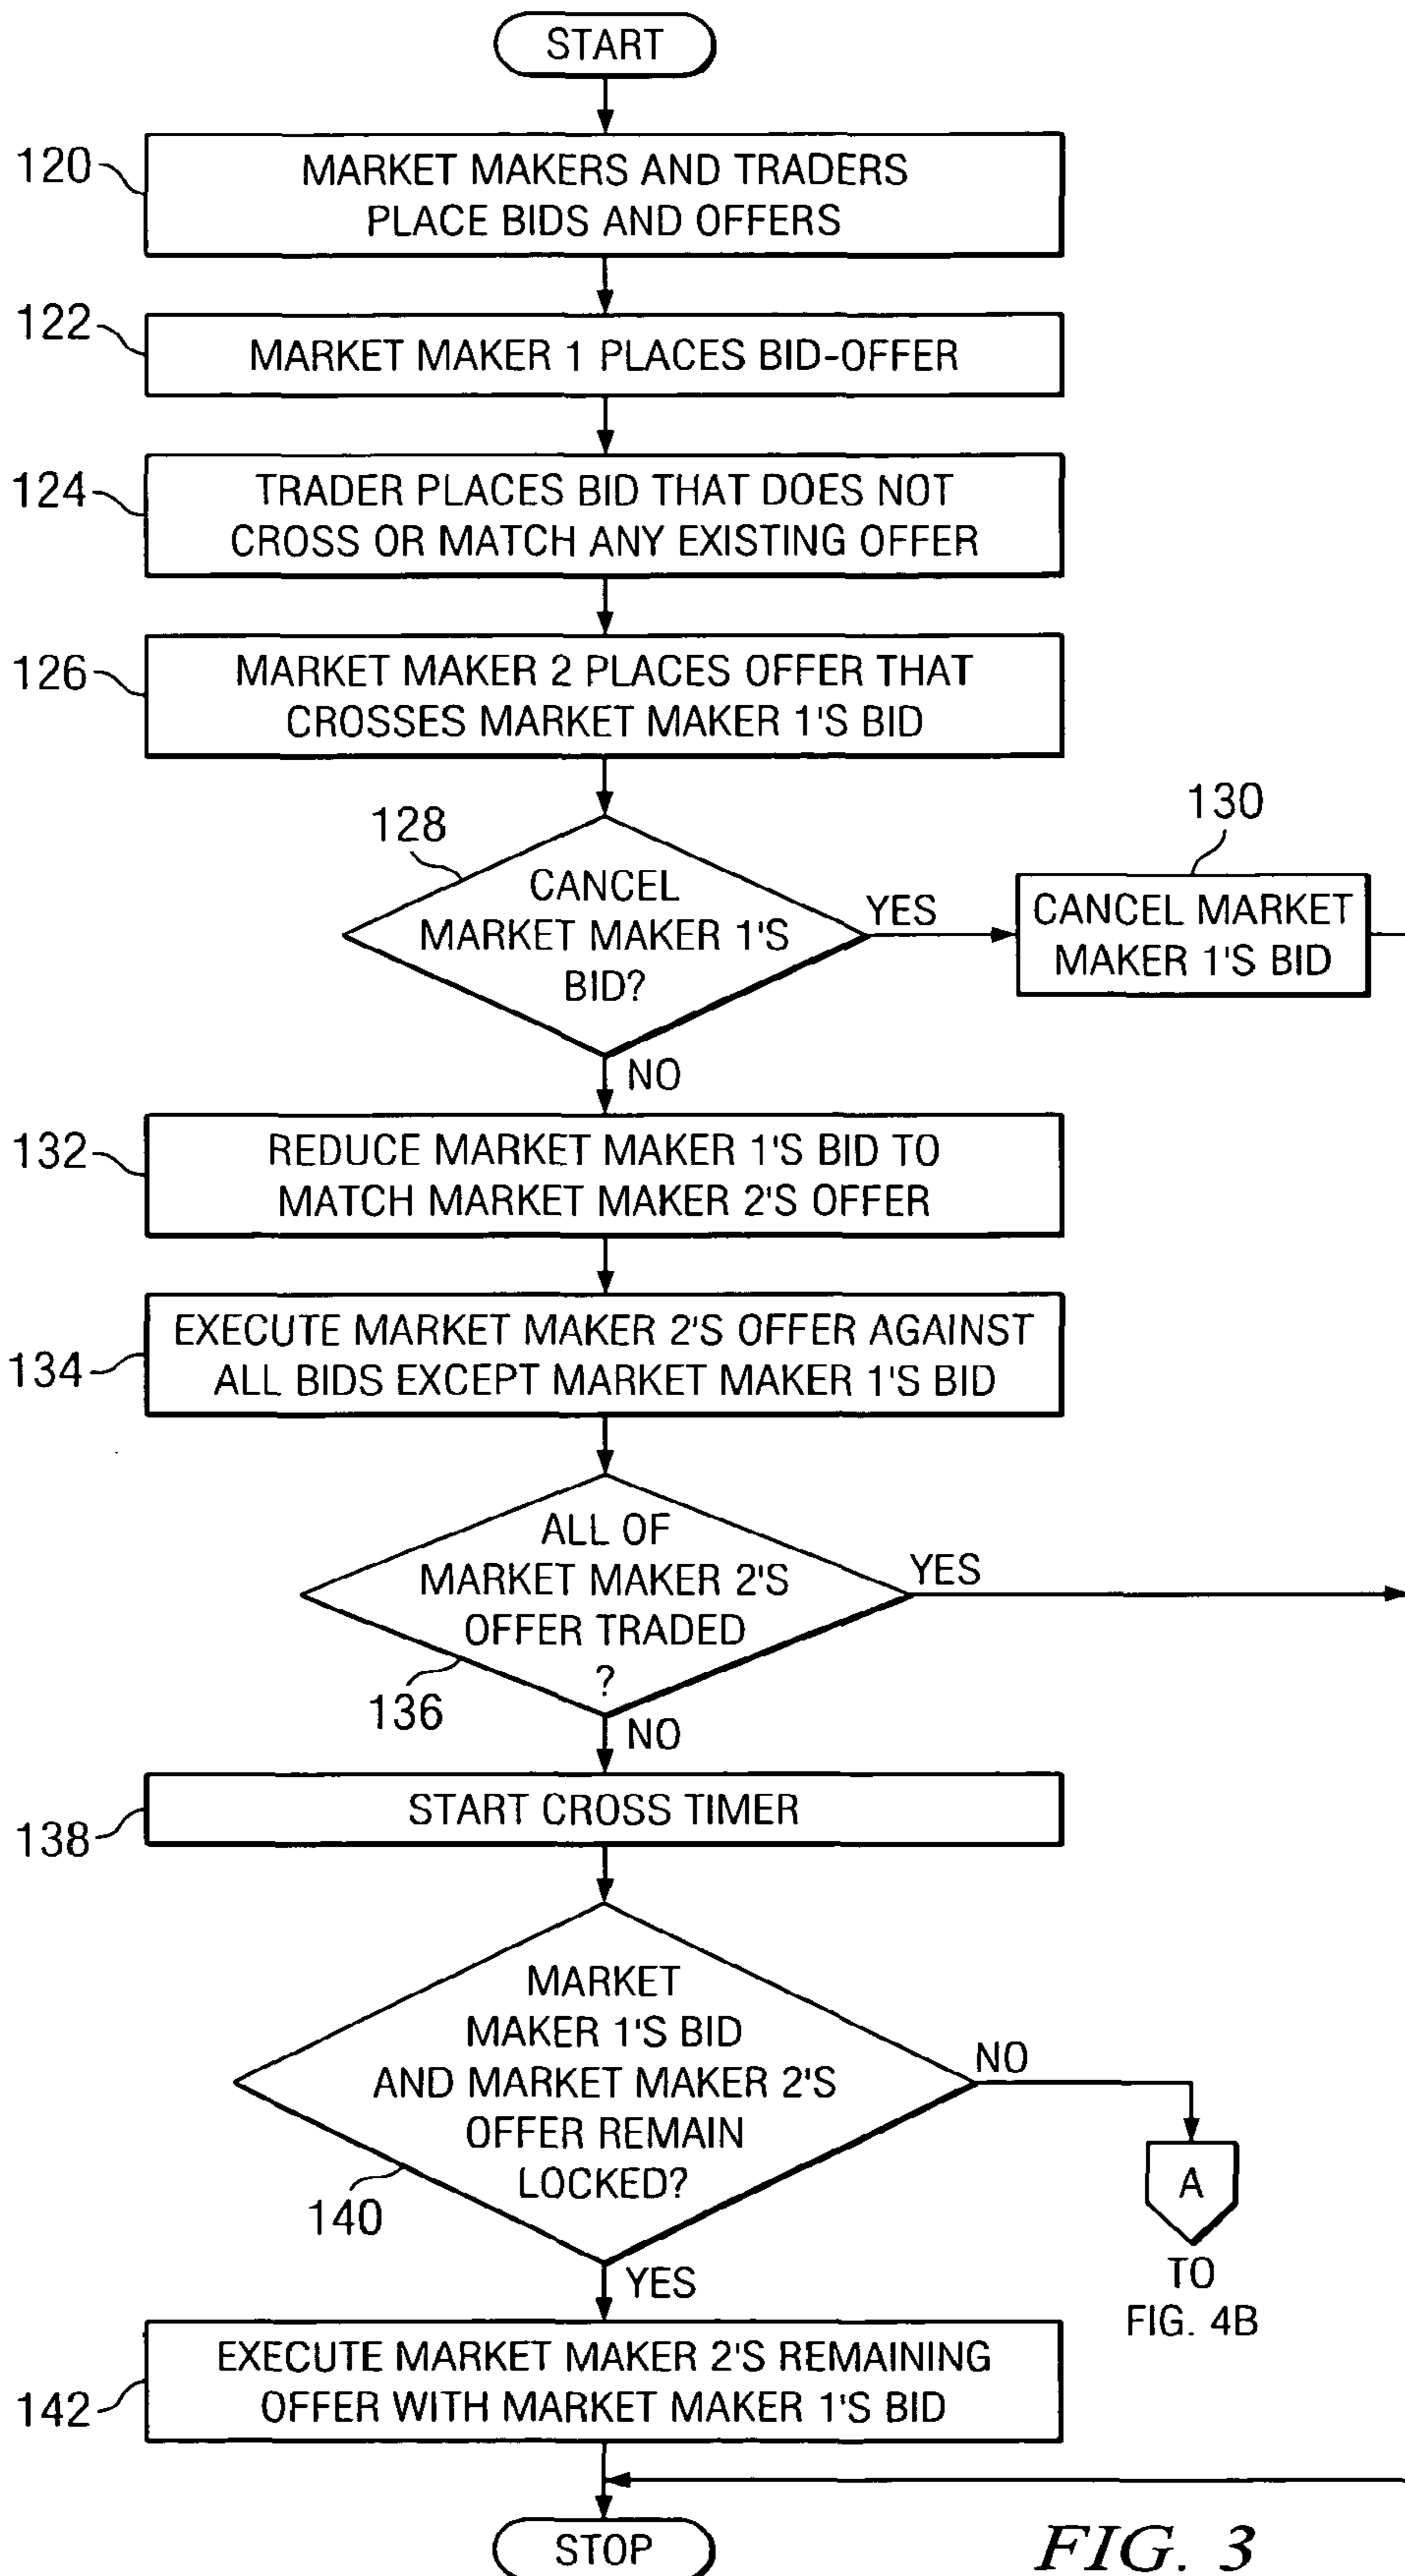 START
120
MARKET MAKERS AND TRADERS
PLACE BIDS AND OFFERS
122
MARKET MAKER 1 PLACES BID-OFFER
124
TRADER PLACES BID THAT DOES NOT
CROSS OR MATCH ANY EXISTING OFFER
126
MARKET MAKER 2 PLACES OFFER THAT
CROSSES MARKET MAKER 1'S BID
128
CANCEL
MARKET MAKER 1'S
BID?
YES
130
CANCEL MARKET
MAKER 1'S BID
NO
132
REDUCE MARKET MAKER 1'S BID TO
MATCH MARKET MAKER 2'S OFFER
134
EXECUTE MARKET MAKER 2'S OFFER AGAINST
ALL BIDS EXCEPT MARKET MAKER 1'S BID
ALL OF
MARKET MAKER 2'S
OFFER TRADED
?
YES
136
NO
138
START CROSS TIMER
MARKET
MAKER 1'S BID
AND MARKET MAKER 2'S
OFFER REMAIN
LOCKED?
NO
140
A
TO
FIG. 4B
YES
142
EXECUTE MARKET MAKER 2'S REMAINING
OFFER WITH MARKET MAKER 1'S BID
STOP
FIG. 3